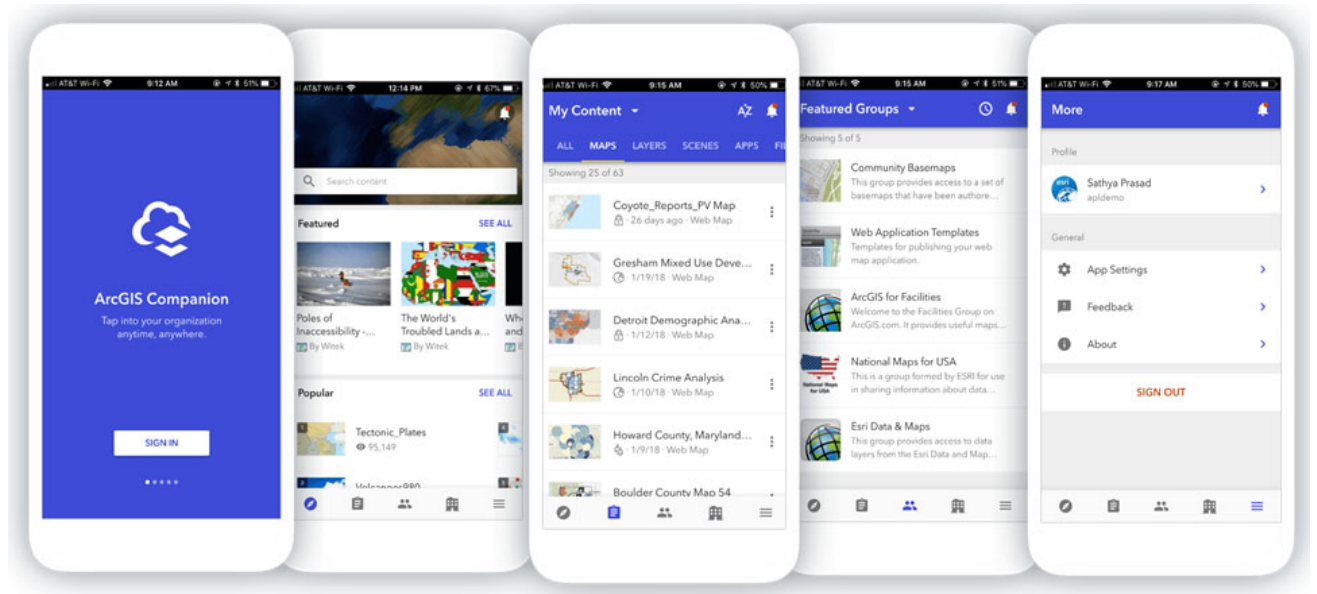 AT&T Wi-Fi 9:12 AM 51%
ArcGIS Companion
Tap into your organization
anytime, anywhere.
SIGN IN
AT&T Wi-Fi 12:14 PM 67%
Search content
Featured SEE ALL
Poles of
Inaccessibility -...
By Witek
The World's
Troubled Lands a...
By Witek
and
Popular SEE ALL
Tectonic_Plates
95,149
Volcanoes980
AT&T Wi-Fi 9:15 AM 50%
My Content
AZ
ALL MAPS LAYERS SCENES APPS
Showing 25 of 63
Coyote_Reports_PV Map
26 days ago · Web Map
Gresham Mixed Use Deve...
1/19/18 · Web Map
Detroit Demographic Ana...
1/12/18 · Web Map
Lincoln Crime Analysis
1/10/18 · Web Map
Howard County, Maryland...
1/9/18 · Web Map
Boulder County Map 54
AT&T Wi-Fi 9:15 AM 51%
Featured Groups
Showing 5 of 5
Community Basemaps
This group provides access to a set of
basemaps that have been authore...
Web Application Templates
Templates for publishing your web
map application.
ArcGIS for Facilities
Welcome to the Facilities Group on
ArcGIS.com. It provides useful maps...
National Maps for USA
This is a group formed by ESRI for use
in sharing information about data...
National Maps
for USA
Esri Data & Maps
This group provides access to data
layers from the Esri Data and Map...
AT&T Wi-Fi 9:17 AM 50%
More
Profile
esri
Sathya Prasad
apldemo
General
App Settings
Feedback
About
SIGN OUT